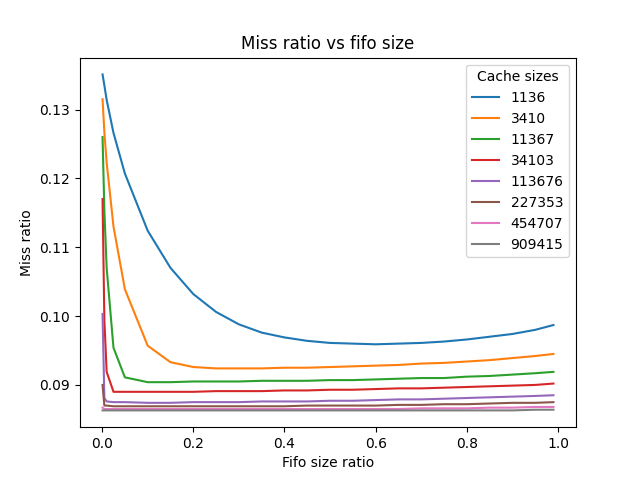 Miss ratio vs fifo size
Cache sizes
1136
3410
11367
34103
113676
227353
454707
909415
0.13
0.12
0.11
0.10
0.09
Miss ratio
0.0 0.2 0.4 0.6 0.8 1.0
Fifo size ratio